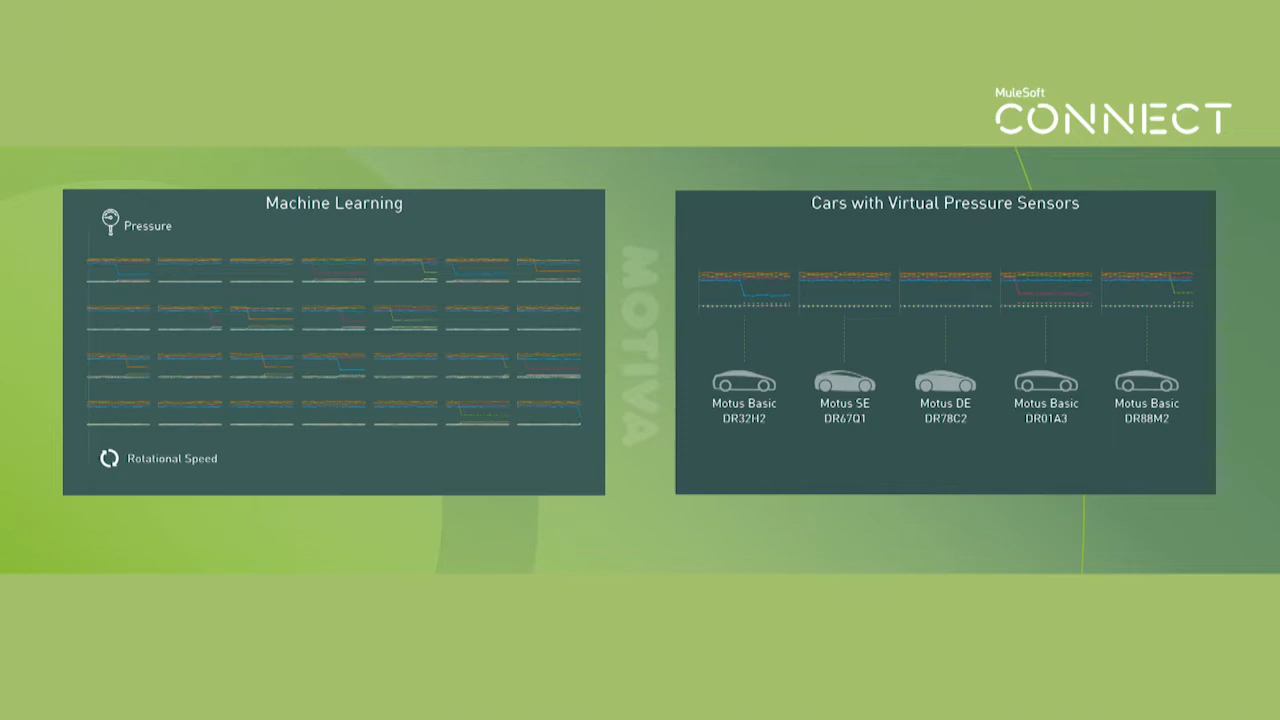 MuleSoft
CONNECT
Machine Learning
Pressure
Rotational Speed
MOTIVA
Cars with Virtual Pressure Sensors
Motus Basic
DR32H2
Motus SE
DR67Q1
Motus DE
DR78C2
Motus Basic
DR01A3
Motus Basic
DR88M2